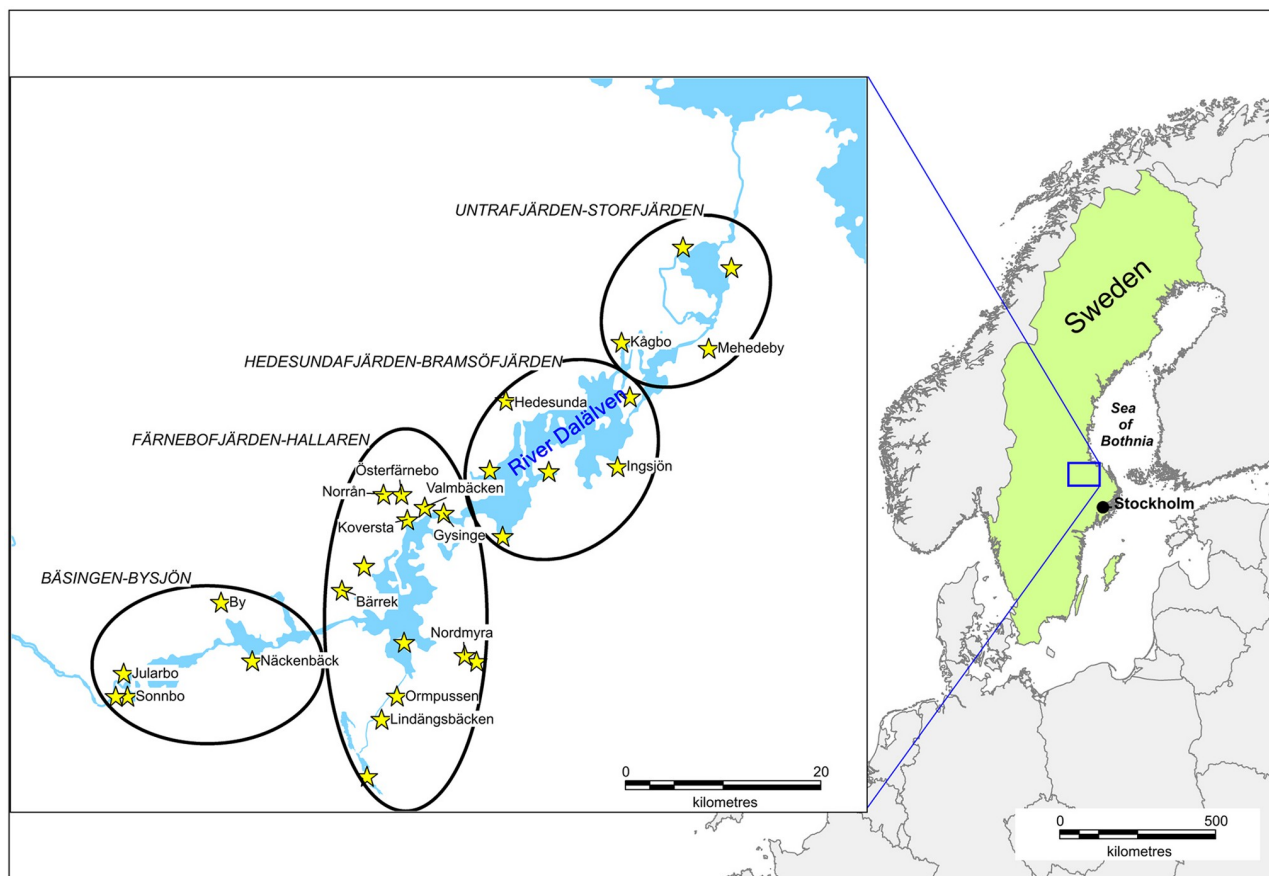 UNTRAFJÄRDEN-STORFJÄRDEN
Kågbo
Mehedeby
HEDESUNDAFJÄRDEN-BRAMSÖFJÄRDEN
Hedesunda
River Dalälven
Ingsjön
FÄRNEBOFJÄRDEN-HALLAREN
Österfärnebo
Norrån
Valmbäcken
Koversta
Gysinge
Bärrek
Nordmyra
Ormpussen
Lindängsbäcken
BÄSINGEN-BYSJÖN
By
Näckenbäck
Jularbo
Sonnbo
0 20
kilometres
Sweden
Sea
of
Bothnia
Stockholm
0 500
kilometres